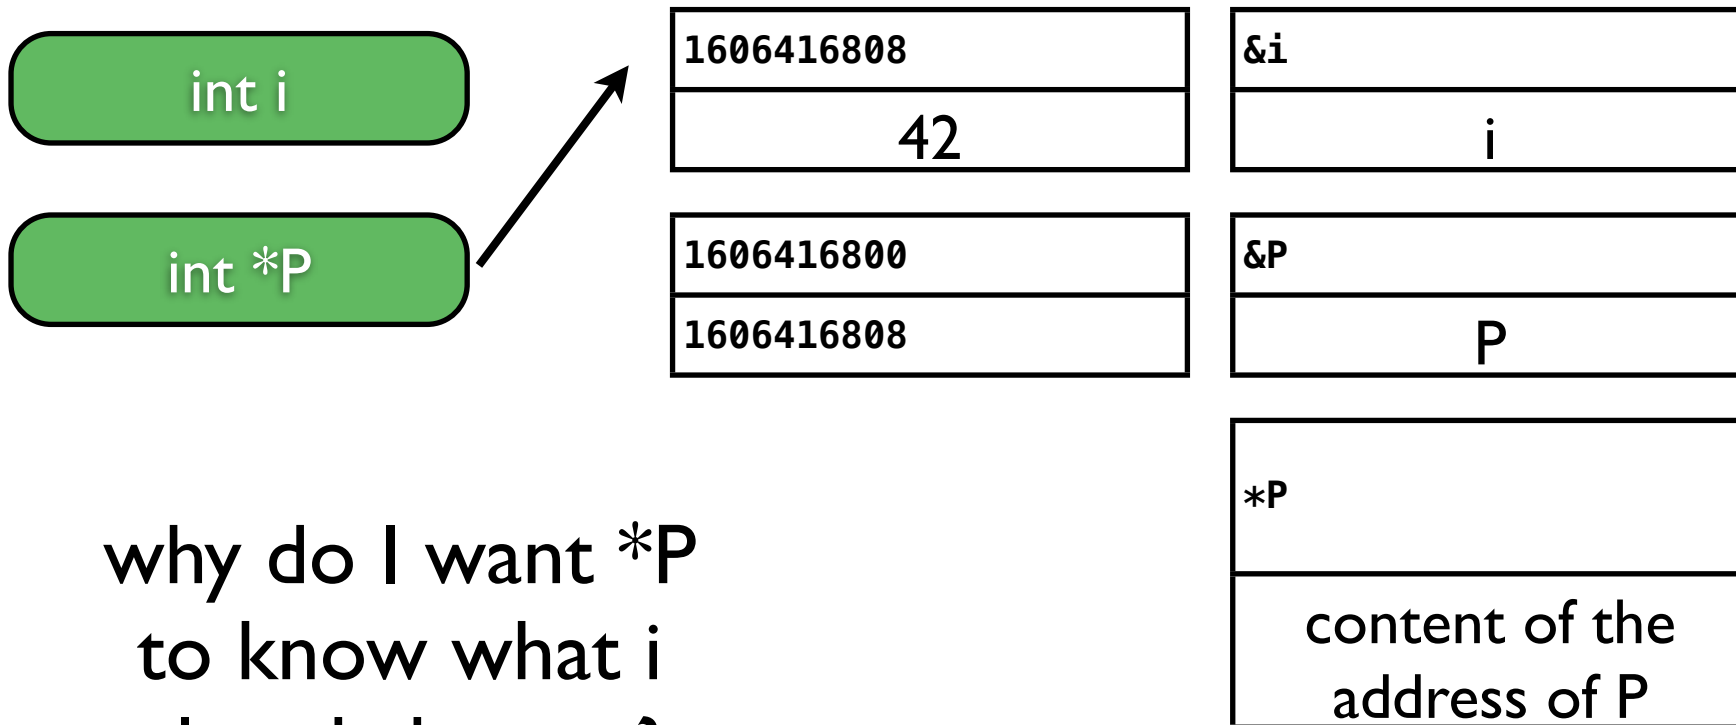 int i
1606416808
&i
42
i
int *P
1606416800
&P
1606416808
P
*P
why do I want *P
to know what i
content of the
address of P